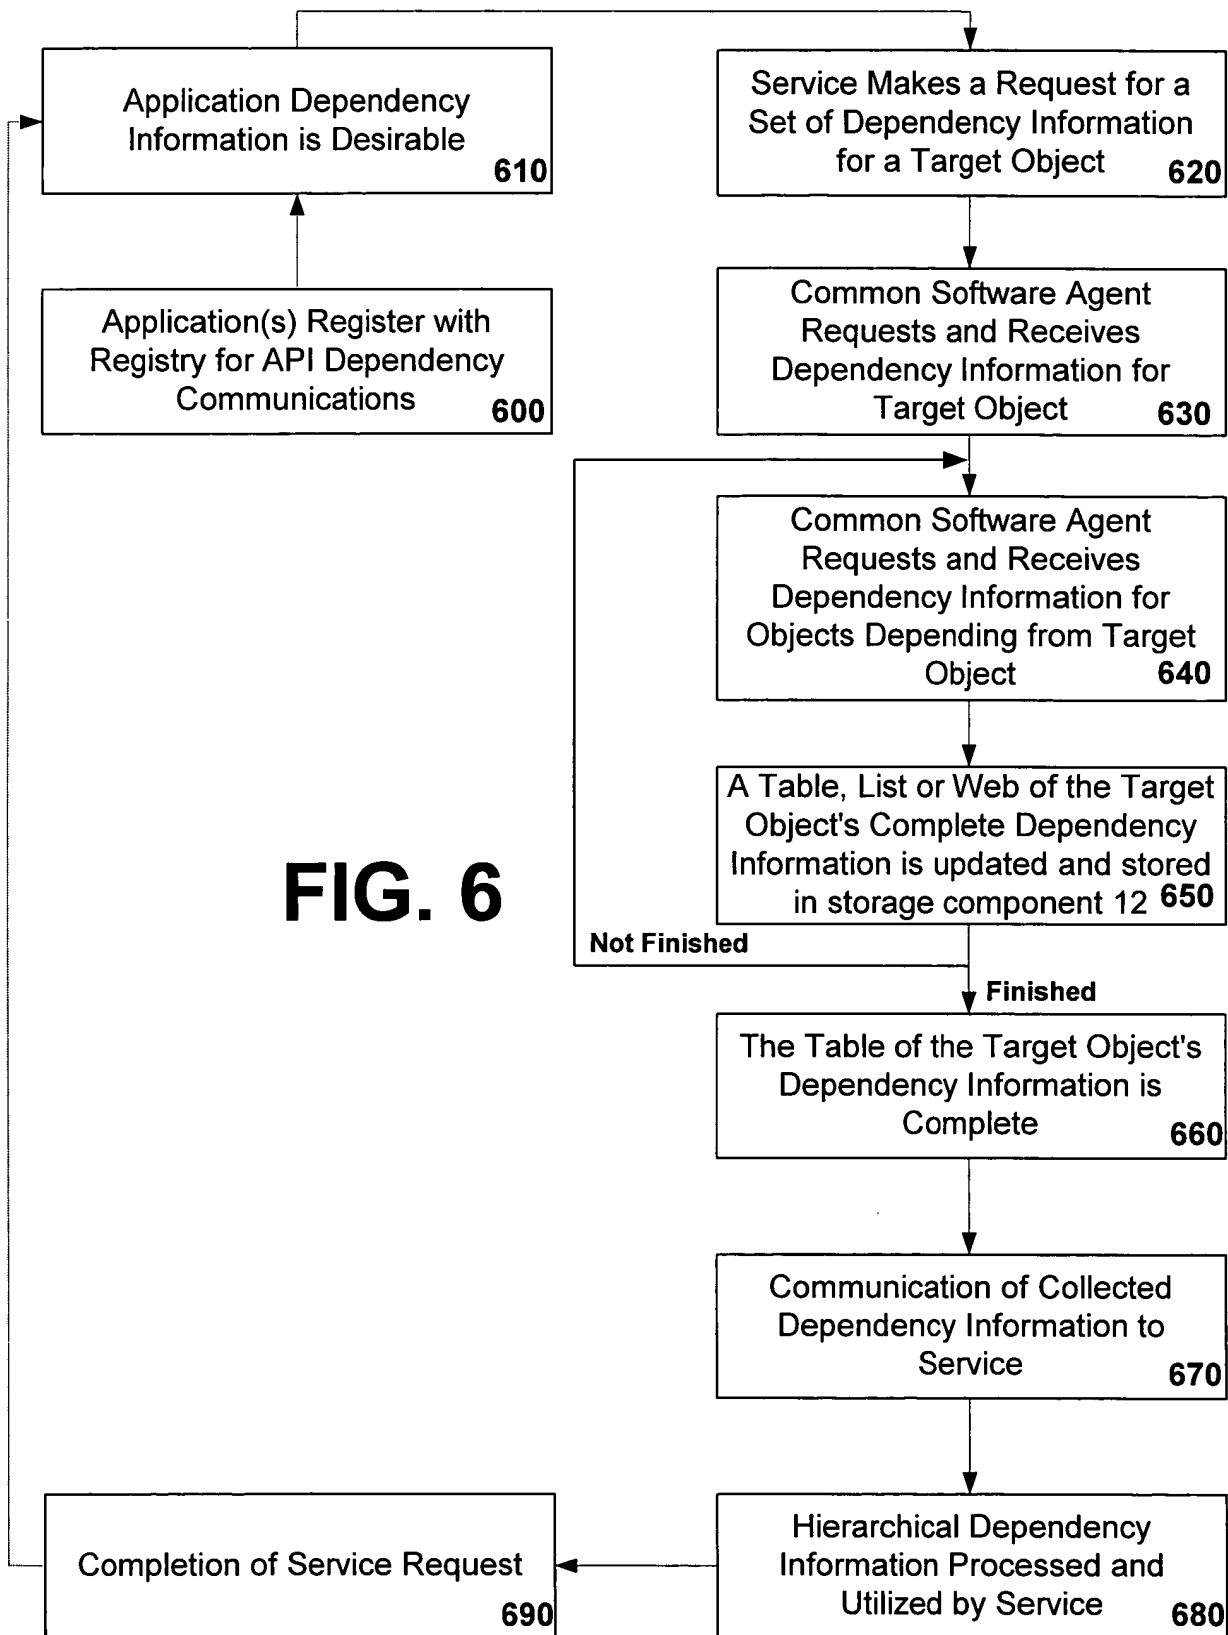 Application Dependency
Information is Desirable
610
Application(s) Register with
Registry for API Dependency
Communications
600
Service Makes a Request for a
Set of Dependency Information
for a Target Object
620
Common Software Agent
Requests and Receives
Dependency Information for
Target Object
630
Common Software Agent
Requests and Receives
Dependency Information for
Objects Depending from Target
Object
640
A Table, List or Web of the Target
Object's Complete Dependency
Information is updated and stored
in storage component 12
650
Not Finished
Finished
FIG. 6
The Table of the Target Object's
Dependency Information is
Complete
660
Communication of Collected
Dependency Information to
Service
670
Hierarchical Dependency
Information Processed and
Utilized by Service
680
Completion of Service Request
690